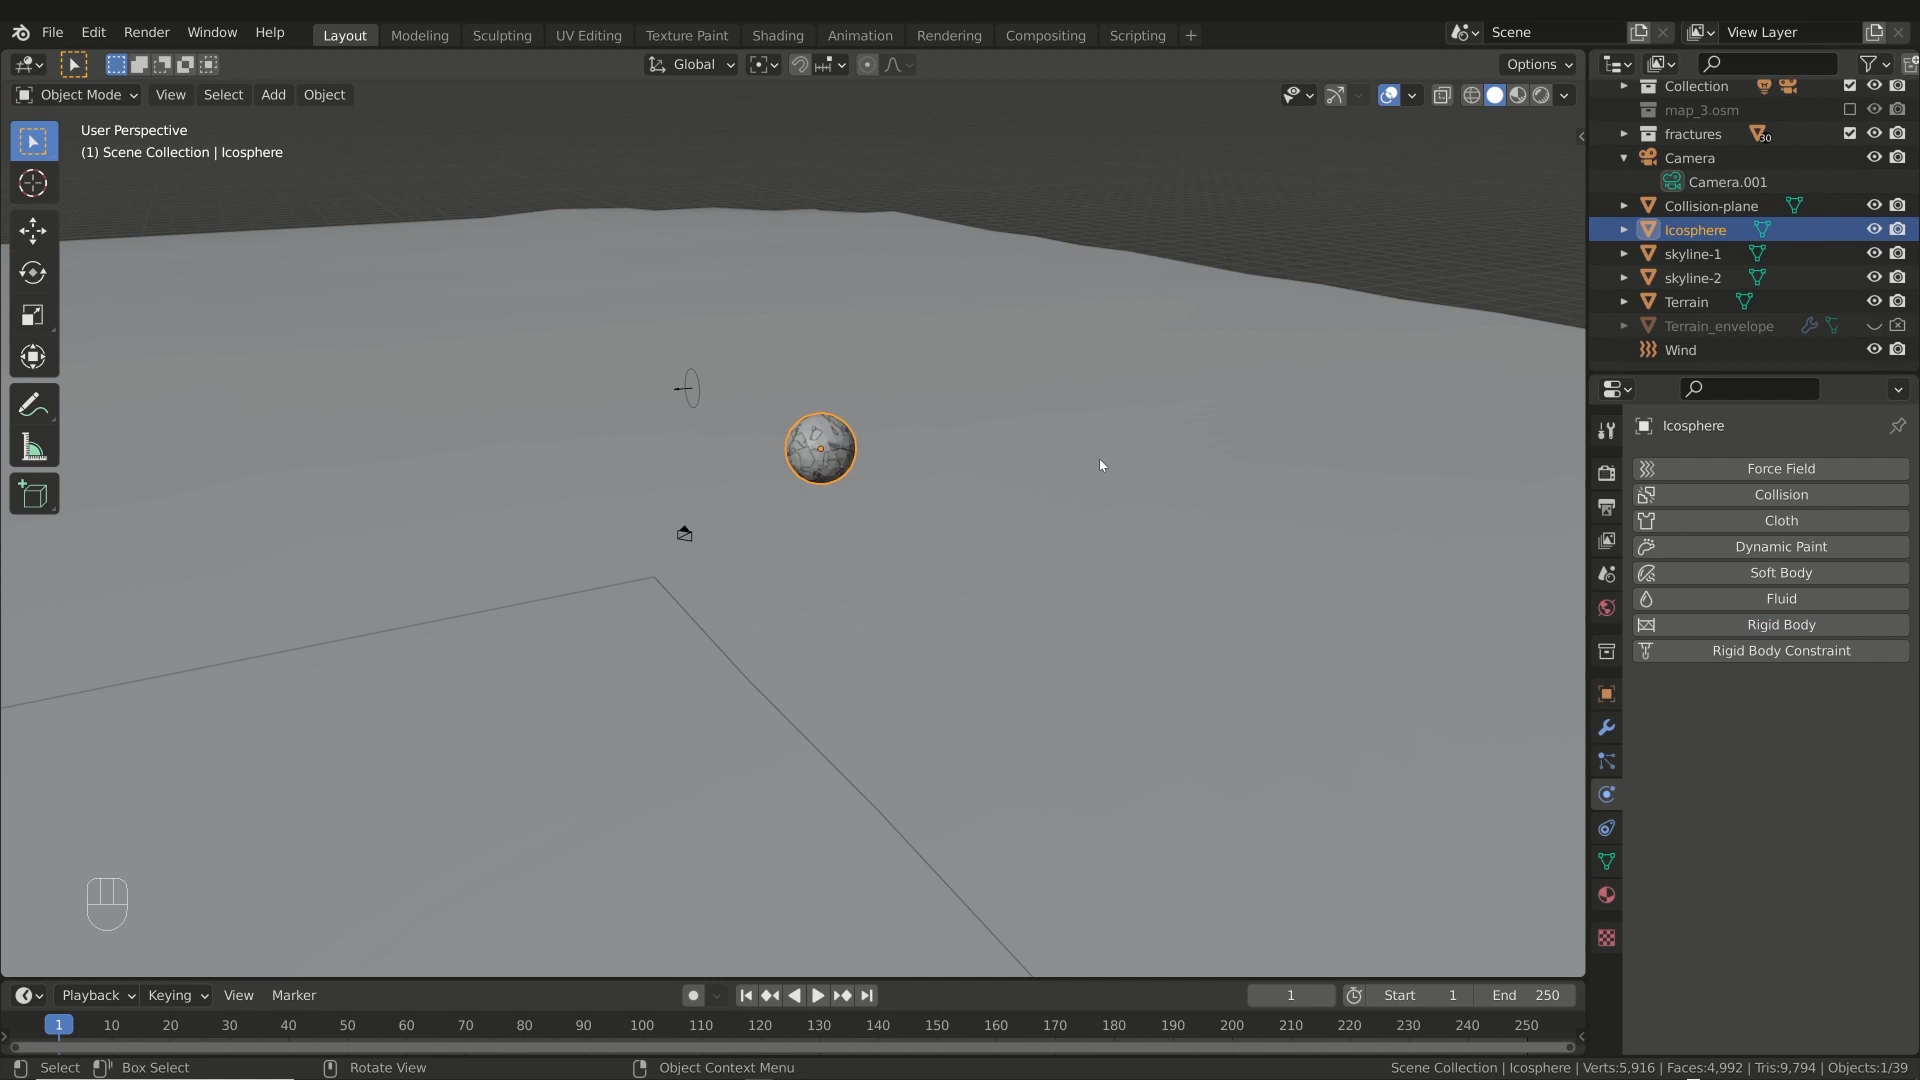 File Edit Render Window Help Layout Modeling Sculpting UV Editing Texture Paint Shading Animation Rendering Compositing Scripting + Scene View Layer
Global Options
Object Mode View Select Add Object
User Perspective
(1) Scene Collection | Icosphere
Collection
map_3.osm
fractures 30
Camera
Camera.001
Collision-plane
Icosphere
skyline-1
skyline-2
Terrain
Terrain_envelope
Wind
Icosphere
Force Field
Collision
Cloth
Dynamic Paint
Soft Body
Fluid
Rigid Body
Rigid Body Constraint
Playback Keying View Marker 1 Start 1 End 250
1 10 20 30 40 50 60 70 80 90 100 110 120 130 140 150 160 170 180 190 200 210 220 230 240 250
Select Box Select Rotate View Object Context Menu Scene Collection | Icosphere | Verts:5,916 | Faces:4,992 | Tris:9,794 | Objects:1/39